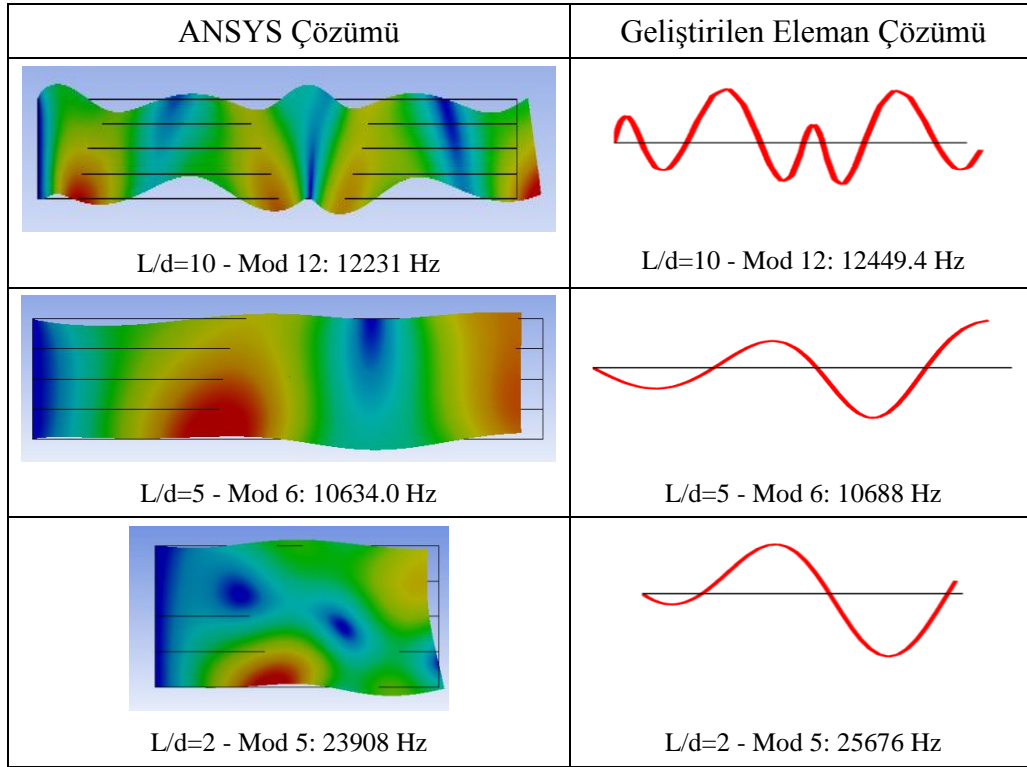 ANSYS Çözümü
Geliştirilen Eleman Çözümü
L/d=10 - Mod 12: 12231 Hz
L/d=10 - Mod 12: 12449.4 Hz
L/d=5 - Mod 6: 10634.0 Hz
L/d=5 - Mod 6: 10688 Hz
L/d=2 - Mod 5: 23908 Hz
L/d=2 - Mod 5: 25676 Hz